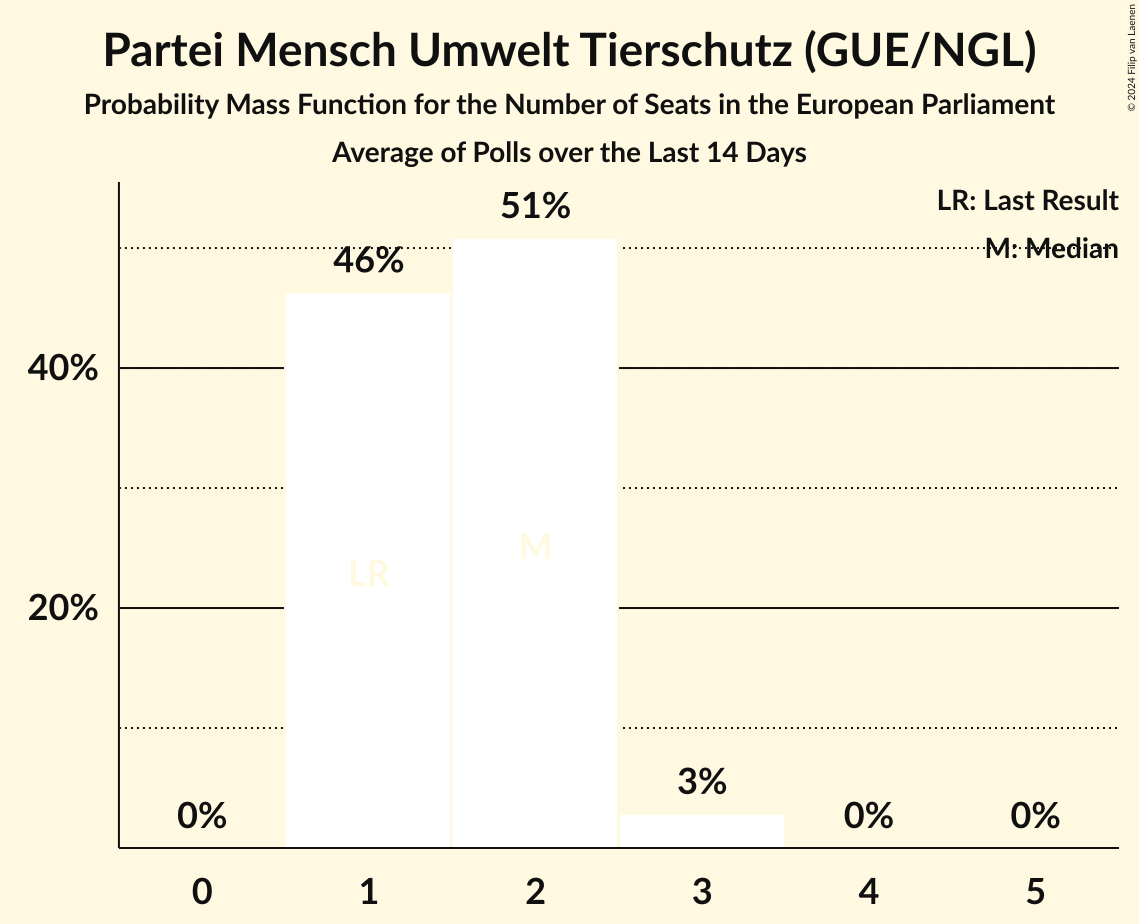 Partei Mensch Umwelt Tierschutz (GUE/NGL)
Probability Mass Function for the Number of Seats in the European Parliament
Average of Polls over the Last 14 Days
© 2024 Filip van Laenen
LR: Last Result
M: Median
51%
46%
40%
M
LR
20%
3%
0%
0%
0%
0
1
2
3
4
5